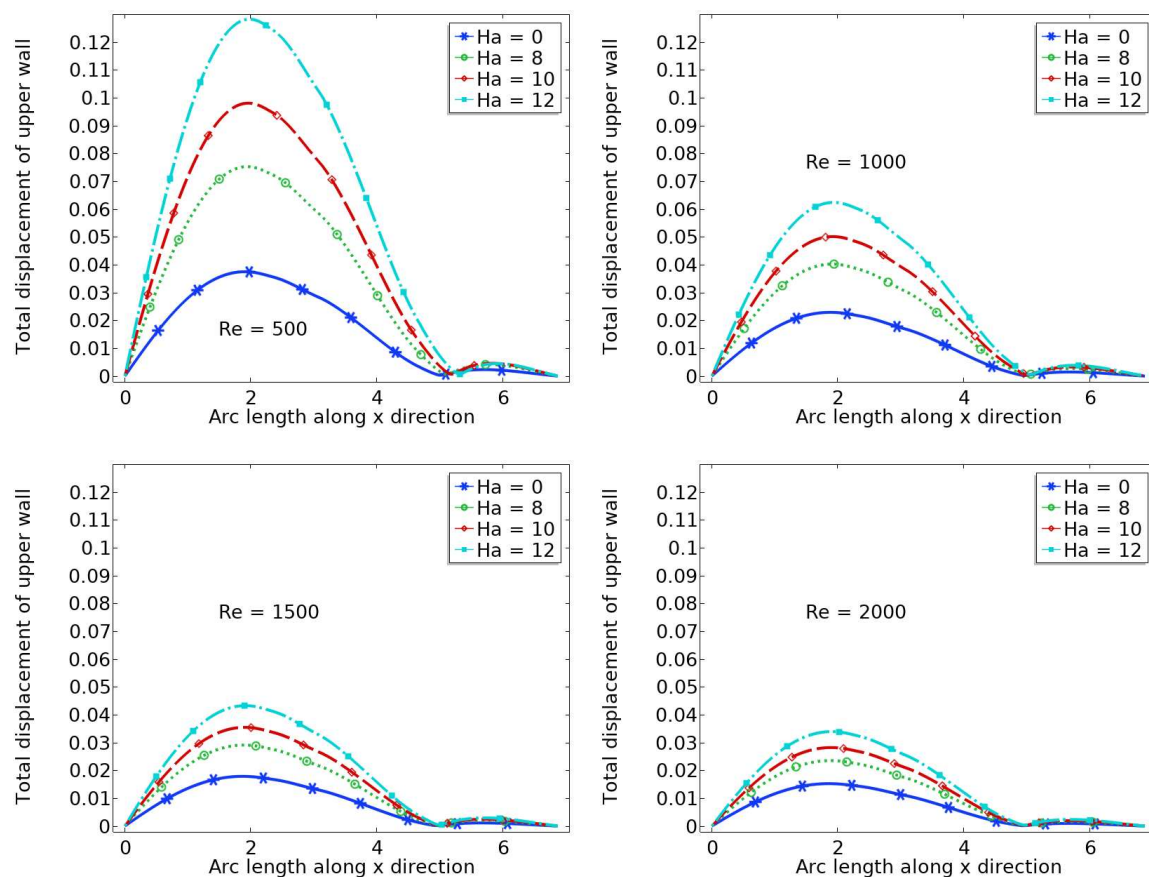 Total displacement of upper wall
0.12
0.11
0.1
0.09
0.08
0.07
0.06
0.05
0.04
0.03
0.02
0.01
0
Ha = 0
Ha = 8
Ha = 10
Ha = 12
Re = 500
0 2 4 6
Arc length along x direction
Total displacement of upper wall
0.12
0.11
0.1
0.09
0.08
0.07
0.06
0.05
0.04
0.03
0.02
0.01
0
Ha = 0
Ha = 8
Ha = 10
Ha = 12
Re = 1000
0 2 4 6
Arc length along x direction
Total displacement of upper wall
0.12
0.11
0.1
0.09
0.08
0.07
0.06
0.05
0.04
0.03
0.02
0.01
0
Ha = 0
Ha = 8
Ha = 10
Ha = 12
Re = 1500
0 2 4 6
Arc length along x direction
Total displacement of upper wall
0.12
0.11
0.1
0.09
0.08
0.07
0.06
0.05
0.04
0.03
0.02
0.01
0
Ha = 0
Ha = 8
Ha = 10
Ha = 12
Re = 2000
0 2 4 6
Arc length along x direction